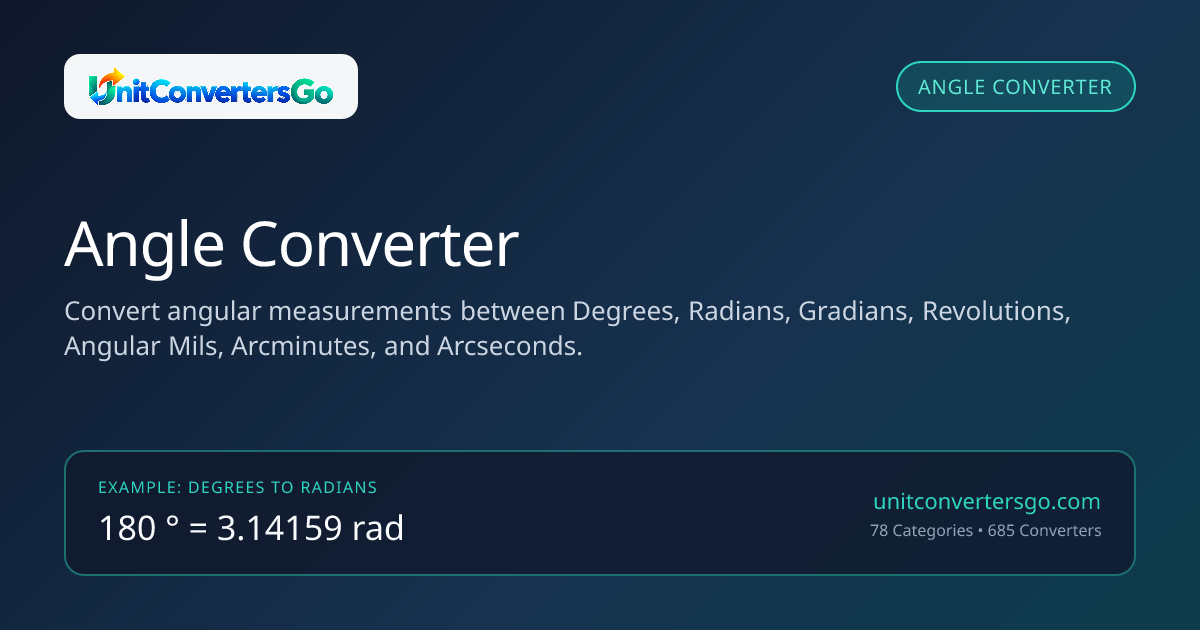 UnitConvertersGo
ANGLE CONVERTER
Angle Converter
Convert angular measurements between Degrees, Radians, Gradians, Revolutions,
Angular Mils, Arcminutes, and Arcseconds.
EXAMPLE: DEGREES TO RADIANS
180 ° = 3.14159 rad
unitconvertersgo.com
78 Categories • 685 Converters